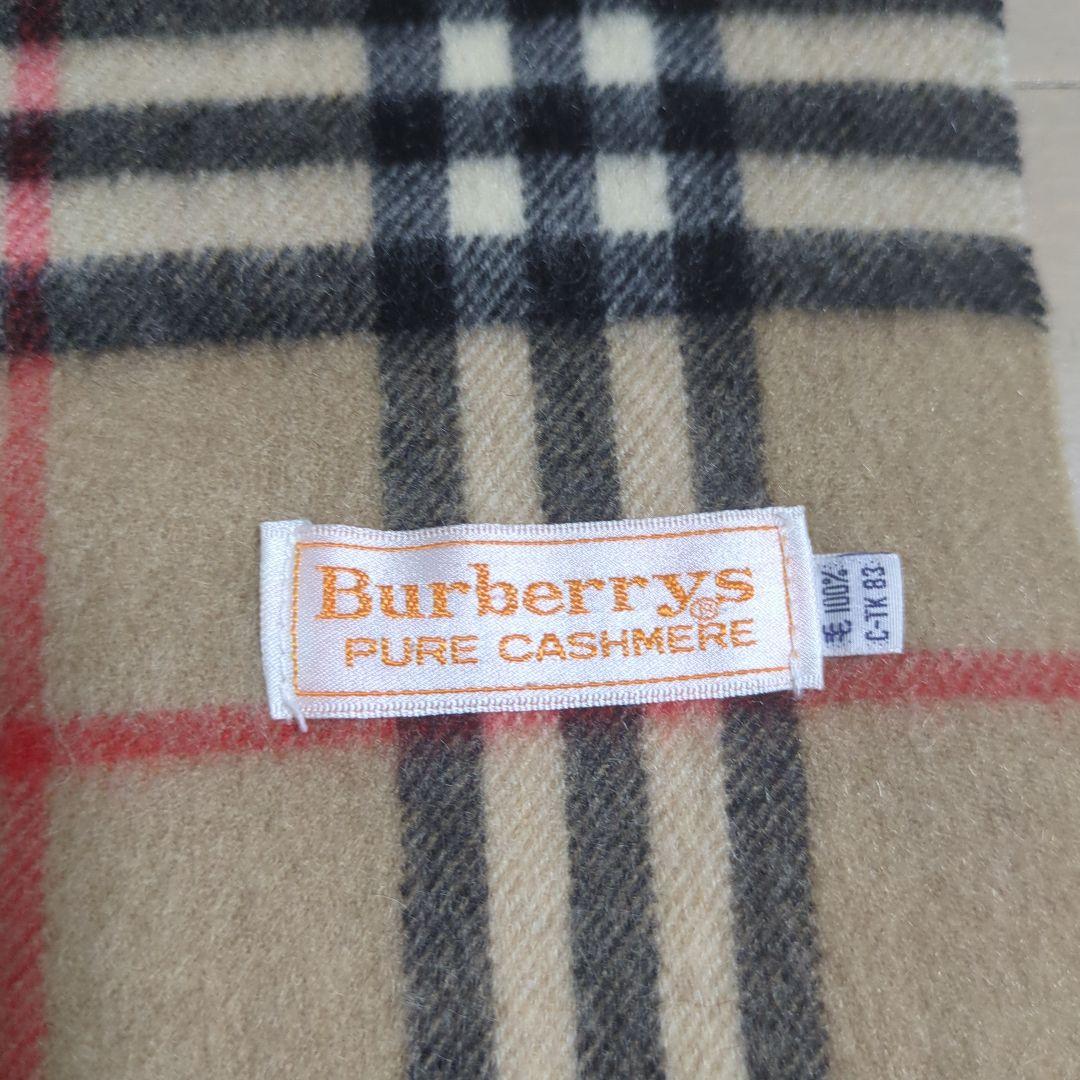 Burberrys®
PURE CASHMERE
毛 100%
C-TK 83